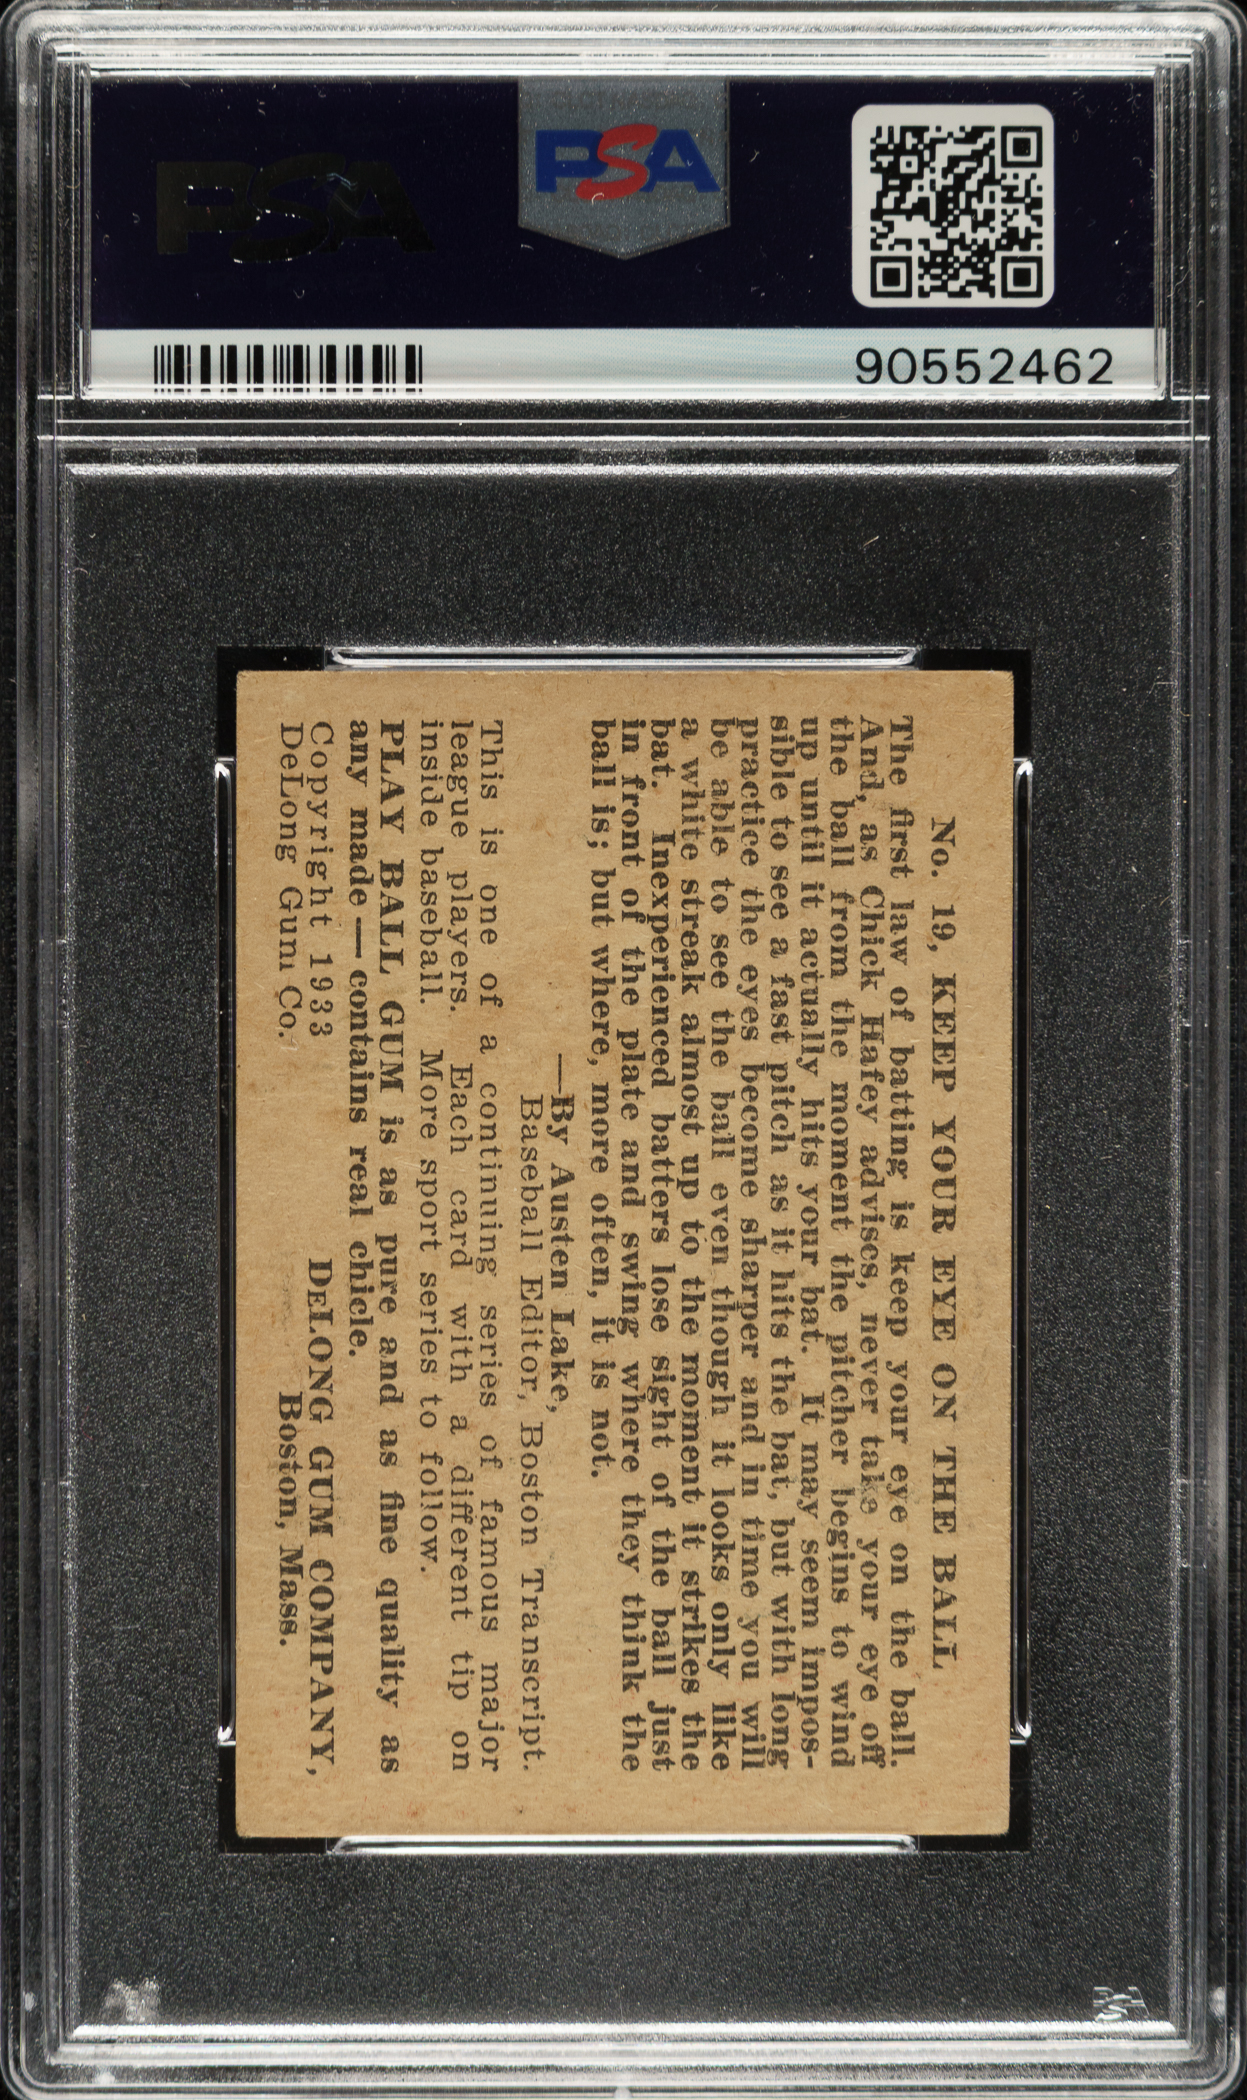 PSA
PSA
90552462
No. 19, KEEP YOUR EYE ON THE BALL
The first law of batting is keep your eye on the ball.
And, as Chick Hafey advises, never take your eye off
the ball from the moment the pitcher begins to wind
up until it actually hits your bat. It may seem impos-
sible to see a fast pitch as it hits the bat, but with long
practice the eyes become sharper and in time you will
be able to see the ball even though it looks only like
a white streak almost up to the moment it strikes the
bat. Inexperienced batters lose sight of the ball just
in front of the plate and swing where they think the
ball is; but where, more often, it is not.
—By Austen Lake,
Baseball Editor, Boston Transcript.
This is one of a continuing series of famous major
league players. Each card with a different tip on
inside baseball. More sport series to follow.
PLAY BALL GUM is as pure and as fine quality as
any made—contains real chicle.
Copyright 1933 DELONG GUM COMPANY,
DeLong Gum Co. Boston, Mass.
PSA